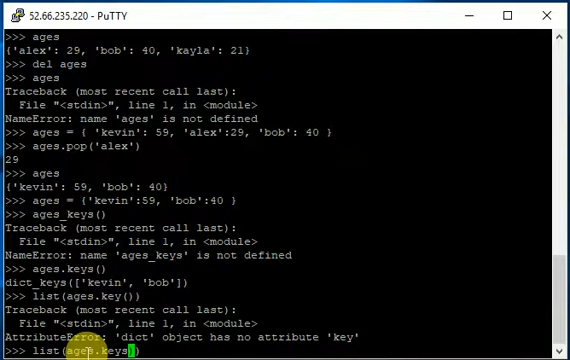 52.66.235.220 - PuTTY
>>> ages
{'alex': 29, 'bob': 40, 'kayla': 21}
>>> del ages
>>> ages
Traceback (most recent call last):
  File "<stdin>", line 1, in <module>
NameError: name 'ages' is not defined
>>> ages = { 'kevin': 59, 'alex':29, 'bob': 40 }
>>> ages.pop('alex')
29
>>> ages
{'kevin': 59, 'bob': 40}
>>> ages = {'kevin':59, 'bob':40 }
>>> ages_keys()
Traceback (most recent call last):
  File "<stdin>", line 1, in <module>
NameError: name 'ages_keys' is not defined
>>> ages.keys()
dict_keys(['kevin', 'bob'])
>>> list(ages.key())
Traceback (most recent call last):
  File "<stdin>", line 1, in <module>
AttributeError: 'dict' object has no attribute 'key'
>>> list(ages.keys))